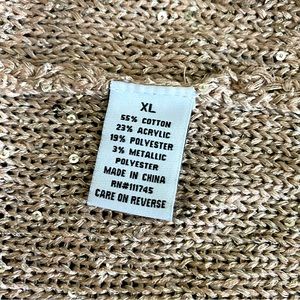 XL
55% COTTON
23% ACRYLIC
19% POLYESTER
3% METALLIC
POLYESTER
MADE IN CHINA
RN#111745
CARE ON REVERSE